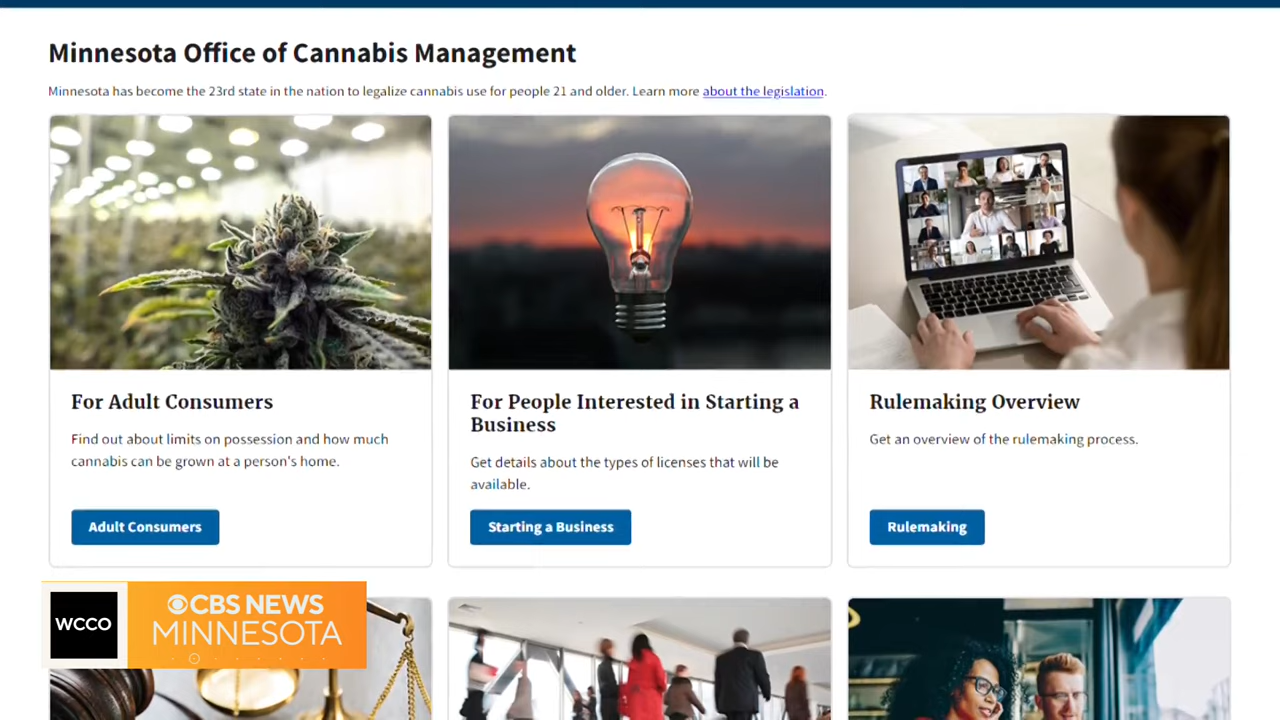 Minnesota Office of Cannabis Management
Minnesota has become the 23rd state in the nation to legalize cannabis use for people 21 and older. Learn more about the legislation.
For Adult Consumers
Find out about limits on possession and how much
cannabis can be grown at a person's home.
Adult Consumers
For People Interested in Starting a
Business
Get details about the types of licenses that will be
available.
Starting a Business
Rulemaking Overview
Get an overview of the rulemaking process.
Rulemaking
WCCO
CBS NEWS
MINNESOTA